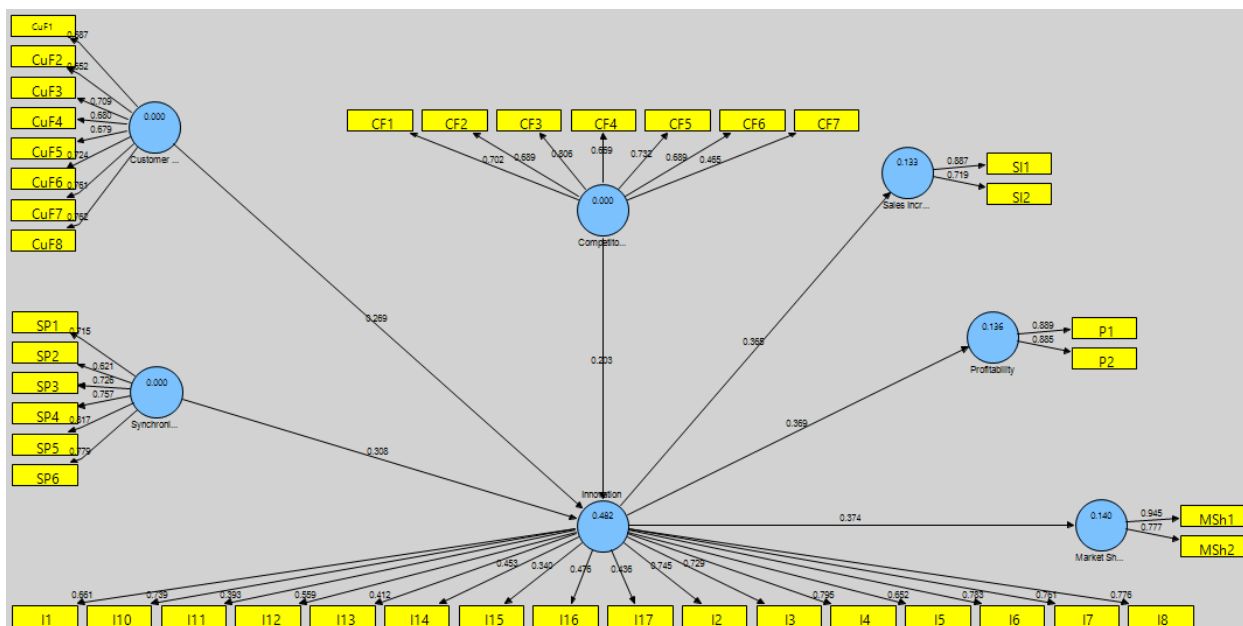 CuF1
0.687
CuF2
0.652
CuF3
0.709
CuF4
0.680
CuF5
0.679
CuF6
0.724
CuF7
0.761
CuF8
0.762
0.000
Customer ...
CF1 CF2 CF3 CF4 CF5 CF6 CF7
0.702 0.689 0.806 0.659 0.732 0.689 0.465
0.000
Competito...
0.133
Sales Incr...
0.887
SI1
0.719
SI2
0.269
0.203
0.365
SP1
0.715
SP2
0.621
SP3
0.726
SP4
0.757
SP5
0.817
SP6
0.779
0.000
Synchroni...
0.308
0.136
Profitability
0.889
P1
0.885
P2
0.369
Innovation
0.482
0.374
0.140
Market Sh...
0.945
MSh1
0.777
MSh2
0.661 0.739 0.393 0.559 0.412 0.453 0.340 0.476 0.436 0.745 0.729 0.795 0.652 0.783 0.761 0.776
I1 I10 I11 I12 I13 I14 I15 I16 I17 I2 I3 I4 I5 I6 I7 I8